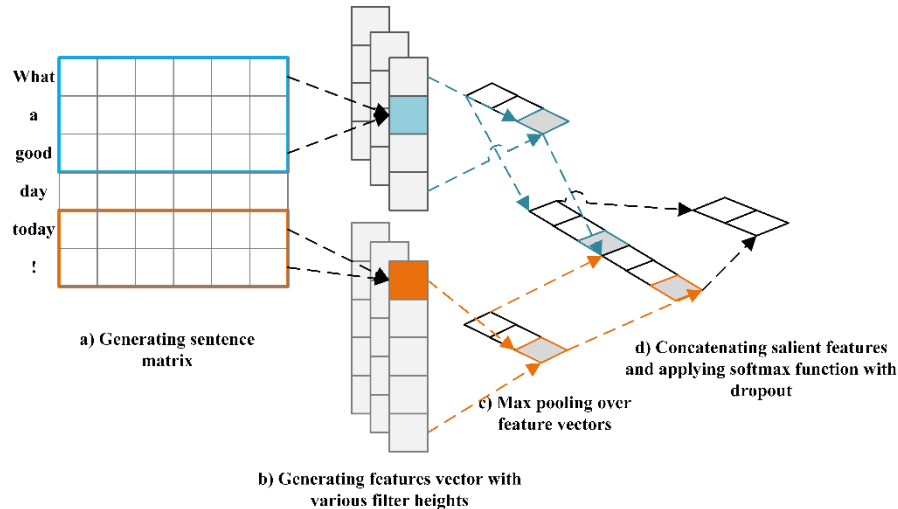 What
a
good
day
today
!
a) Generating sentence
matrix
b) Generating features vector with
various filter heights
c) Max pooling over
feature vectors
d) Concatenating salient features
and applying softmax function with
dropout